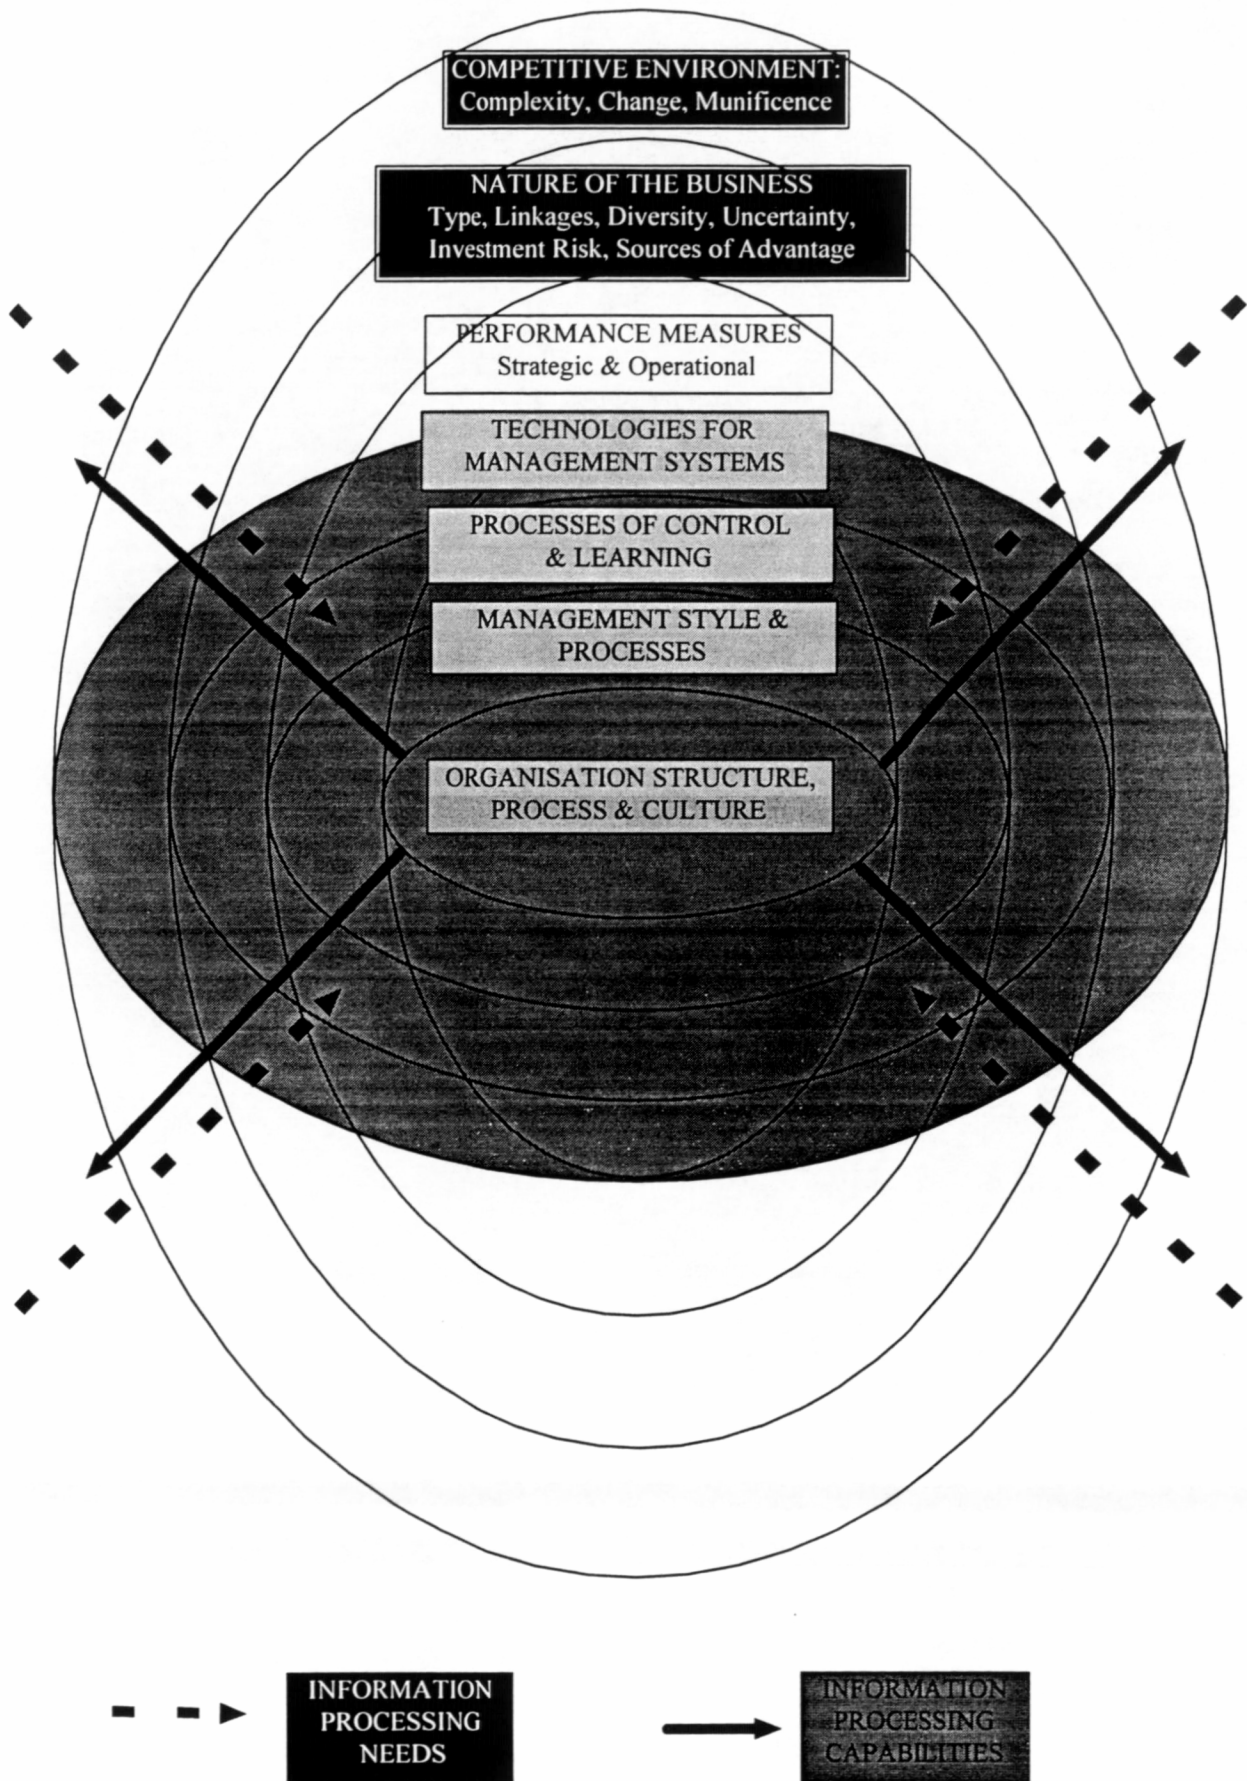 COMPETITIVE ENVIRONMENT:
Complexity, Change, Munificence
NATURE OF THE BUSINESS
Type, Linkages, Diversity, Uncertainty,
Investment Risk, Sources of Advantage
PERFORMANCE MEASURES
Strategic & Operational
TECHNOLOGIES FOR
MANAGEMENT SYSTEMS
PROCESSES OF CONTROL
& LEARNING
MANAGEMENT STYLE &
PROCESSES
ORGANISATION STRUCTURE,
PROCESS & CULTURE
INFORMATION
PROCESSING
NEEDS
INFORMATION
PROCESSING
CAPABILITIES